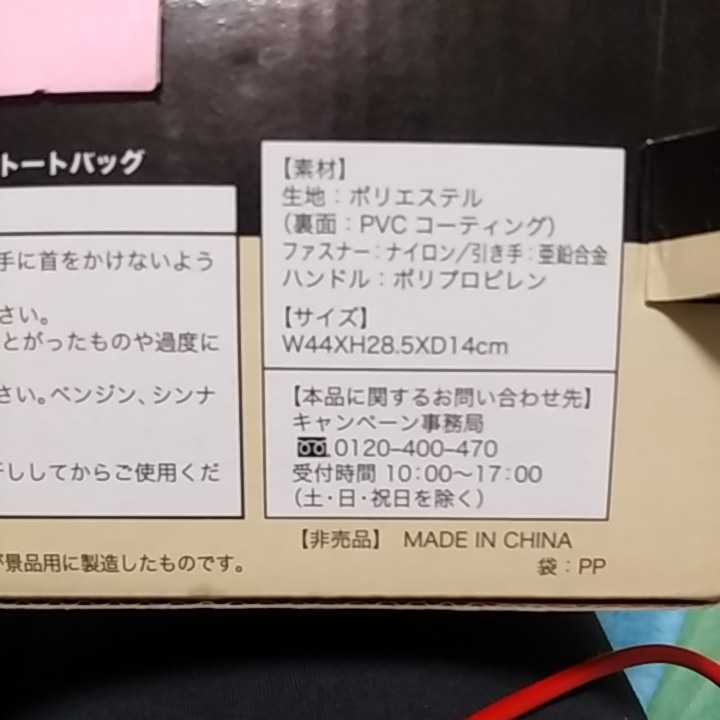 トートバッグ
手に首をかけないよう
さい。
とがったものや過度に
さい。ベンジン、シンナ
干ししてからご使用くだ
【素材】
生地：ポリエステル
（裏面：PVC コーティング）
ファスナー：ナイロン/引き手：亜鉛合金
ハンドル：ポリプロピレン
【サイズ】
W44XH28.5XD14cm
【本品に関するお問い合わせ先】
キャンペーン事務局
0120-400-470
受付時間 10:00〜17:00
（土・日・祝日を除く）
【非売品】 MADE IN CHINA
が景品用に製造したものです。
袋：PP